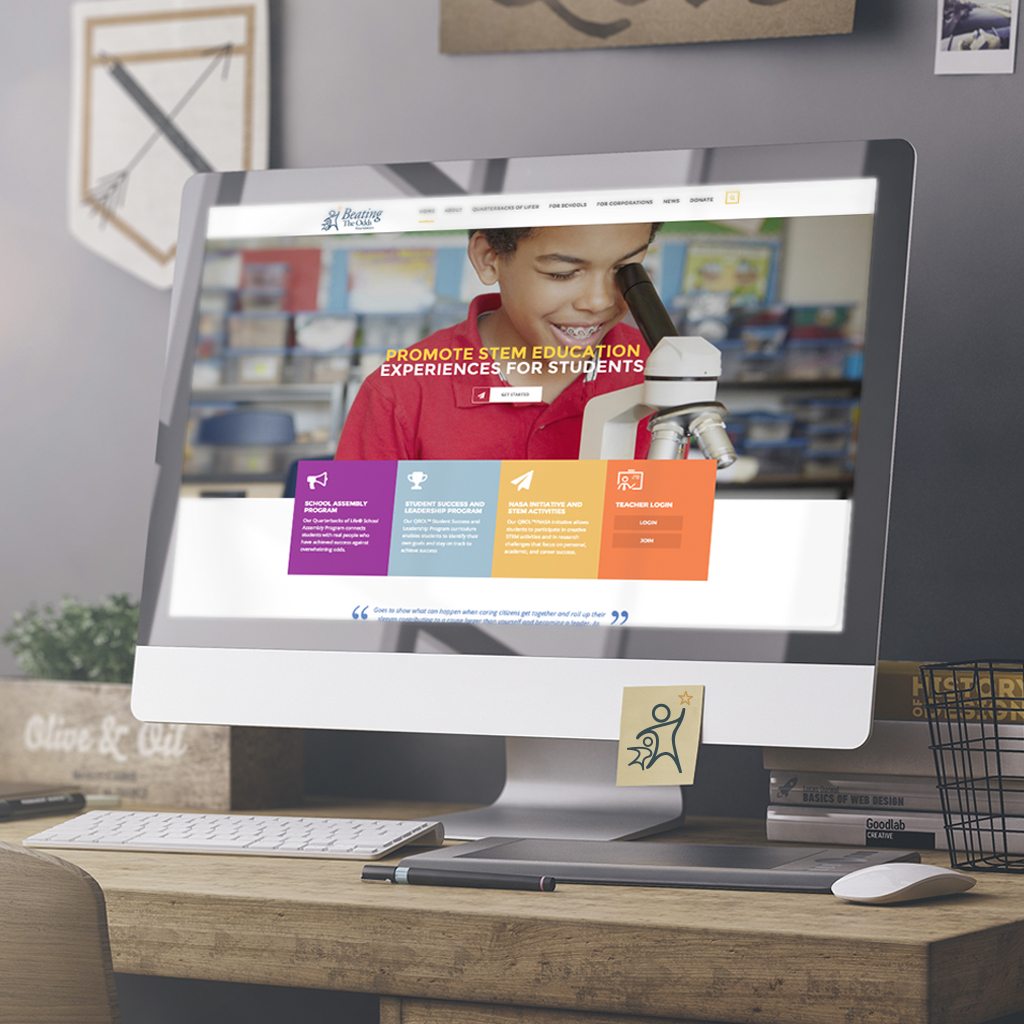 Beating
The Odds
Foundation
HOME ABOUT QUARTERBACKS OF LIFE® FOR SCHOOLS FOR CORPORATIONS NEWS DONATE
PROMOTE STEM EDUCATION
EXPERIENCES FOR STUDENTS
GET STARTED
SCHOOL ASSEMBLY
PROGRAM
Our Quarterbacks of Life® School
Assembly Program connects
students with real people who
have achieved success against
overwhelming odds.
STUDENT SUCCESS AND
LEADERSHIP PROGRAM
Our QBOL™ Student Success and
Leadership Program curriculum
enables students to identify their
own goals and stay on track to
achieve success
NASA INITIATIVE AND
STEM ACTIVITIES
Our QBOL™/NASA Initiative allows
students to participate in creative
STEM activities and in research
challenges that focus on personal,
academic, and career success.
TEACHER LOGIN
LOGIN
JOIN
“ Goes to show what can happen when caring citizens get together and roll up their ”
sleeves contributing to a cause larger than yourself and becoming a leader. As
Olive & Oil
HISTORY
OF
BASICS OF WEB DESIGN
Goodlab
CREATIVE